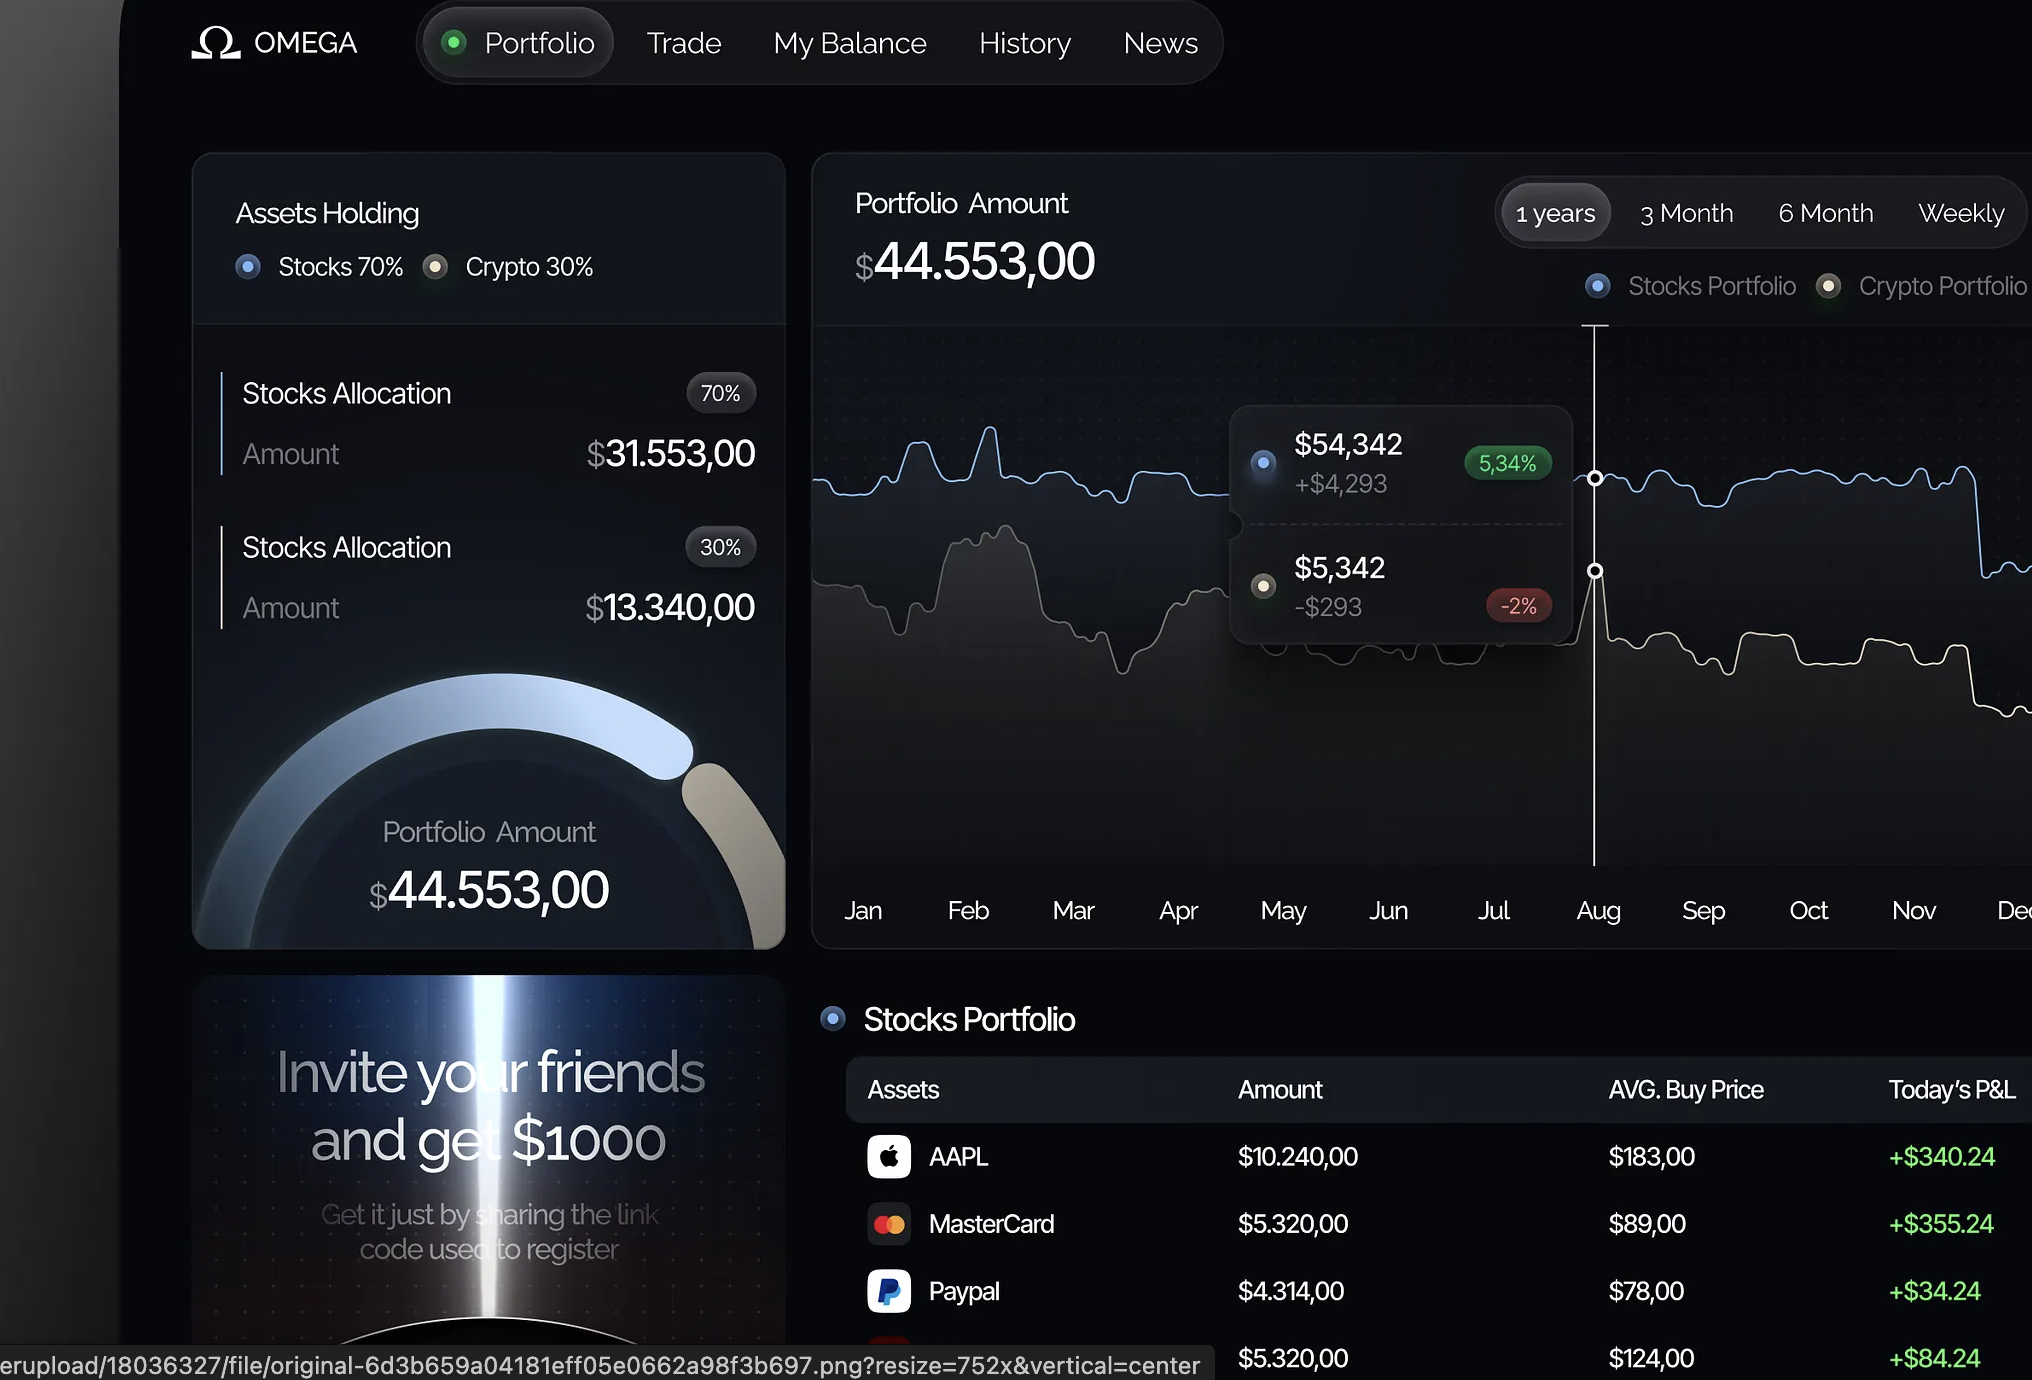 OMEGA
Portfolio Trade My Balance History News
Assets Holding
Stocks 70% Crypto 30%
Stocks Allocation 70%
Amount $31.553,00
Stocks Allocation 30%
Amount $13.340,00
Portfolio Amount
$44.553,00
Portfolio Amount
$44.553,00
1 years 3 Month 6 Month Weekly
Stocks Portfolio Crypto Portfolio
$54,342
+$4,293
5,34%
$5,342
-$293
-2%
Jan Feb Mar Apr May Jun Jul Aug Sep Oct Nov Dec
Invite your friends
and get $1000
Get it just by sharing the link
code used to register
Stocks Portfolio
Assets Amount AVG. Buy Price Today's P&L
AAPL $10.240,00 $183,00 +$340.24
MasterCard $5.320,00 $89,00 +$355.24
Paypal $4.314,00 $78,00 +$34.24
$5.320,00 $124,00 +$84.24
erupload/18036327/file/original-6d3b659a04181eff05e0662a98f3b697.png?resize=752x&vertical=center